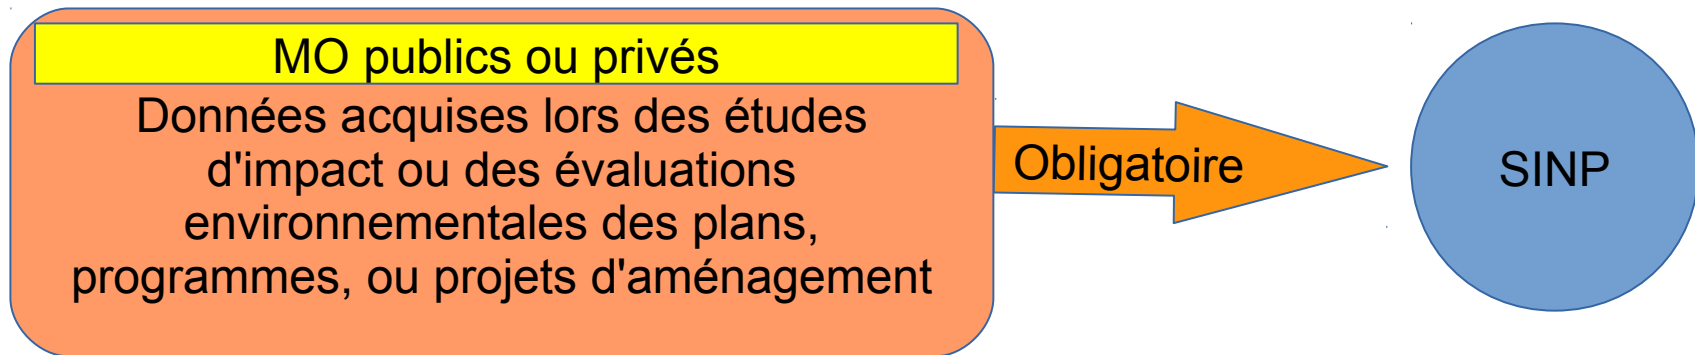 MO publics ou privés
Données acquises lors des études
d'impact ou des évaluations
environnementales des plans,
programmes, ou projets d'aménagement
Obligatoire
SINP